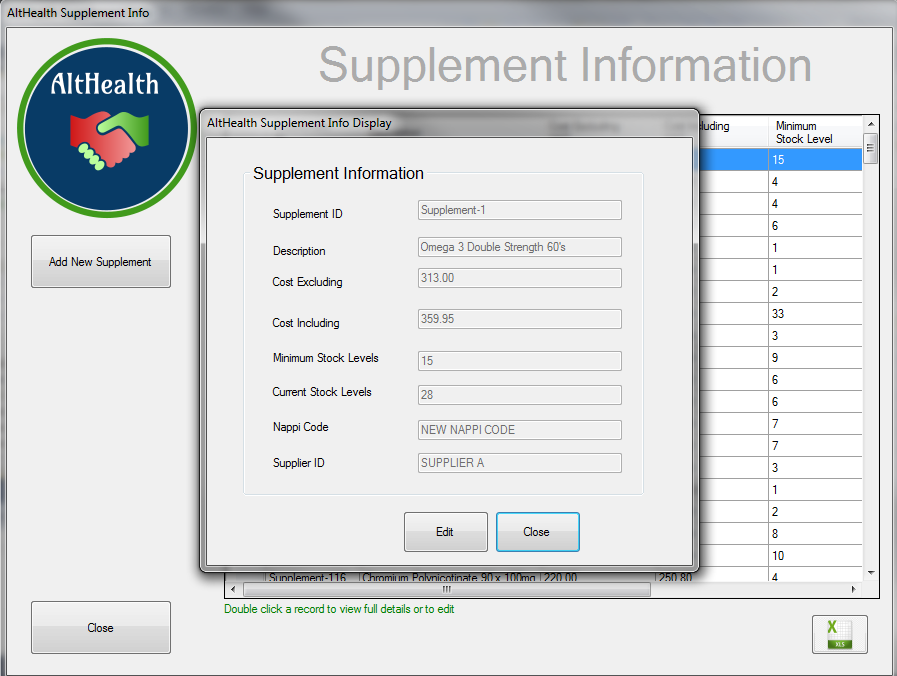 AltHealth Supplement Info
AltHealth
Supplement Information
Add New Supplement
Close
AltHealth Supplement Info Display
Supplement Information
Supplement ID Supplement-1
Description Omega 3 Double Strength 60's
Cost Excluding 313.00
Cost Including 359.95
Minimum Stock Levels 15
Current Stock Levels 28
Nappi Code NEW NAPPI CODE
Supplier ID SUPPLIER A
Edit Close
Minimum
Stock Level
15
4
4
6
1
1
2
33
3
9
6
6
7
7
3
1
2
8
10
Supplement-116 Chromium Polynicotinate 90 x 100mg 220.00 250.80 4
Double click a record to view full details or to edit
XLS